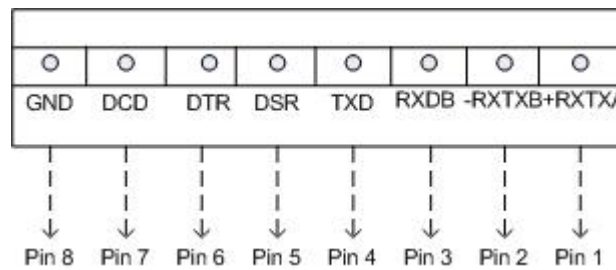 GND DCD DTR DSR TXD RXDB -RXTXB +RXTX/
Pin 8 Pin 7 Pin 6 Pin 5 Pin 4 Pin 3 Pin 2 Pin 1